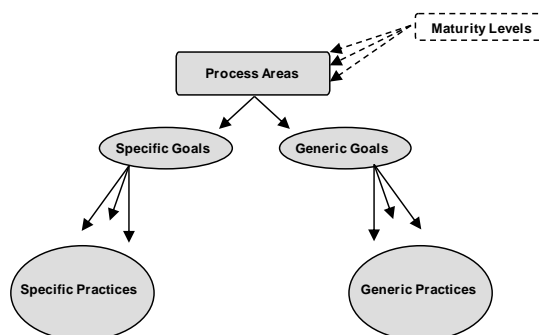 Maturity Levels
Process Areas
Specific Goals
Generic Goals
Specific Practices
Generic Practices